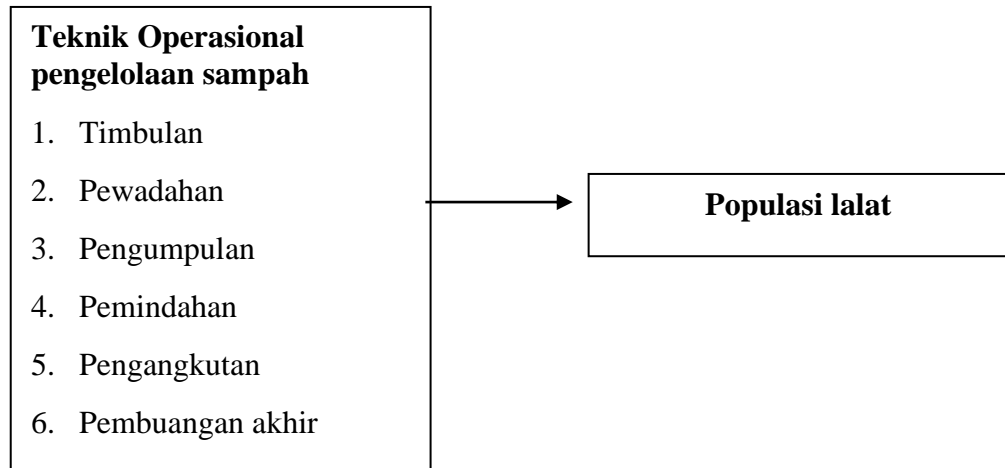 Teknik Operasional
pengelolaan sampah
1. Timbulan
2. Pewadahan
3. Pengumpulan
4. Pemindahan
5. Pengangkutan
6. Pembuangan akhir
Populasi lalat